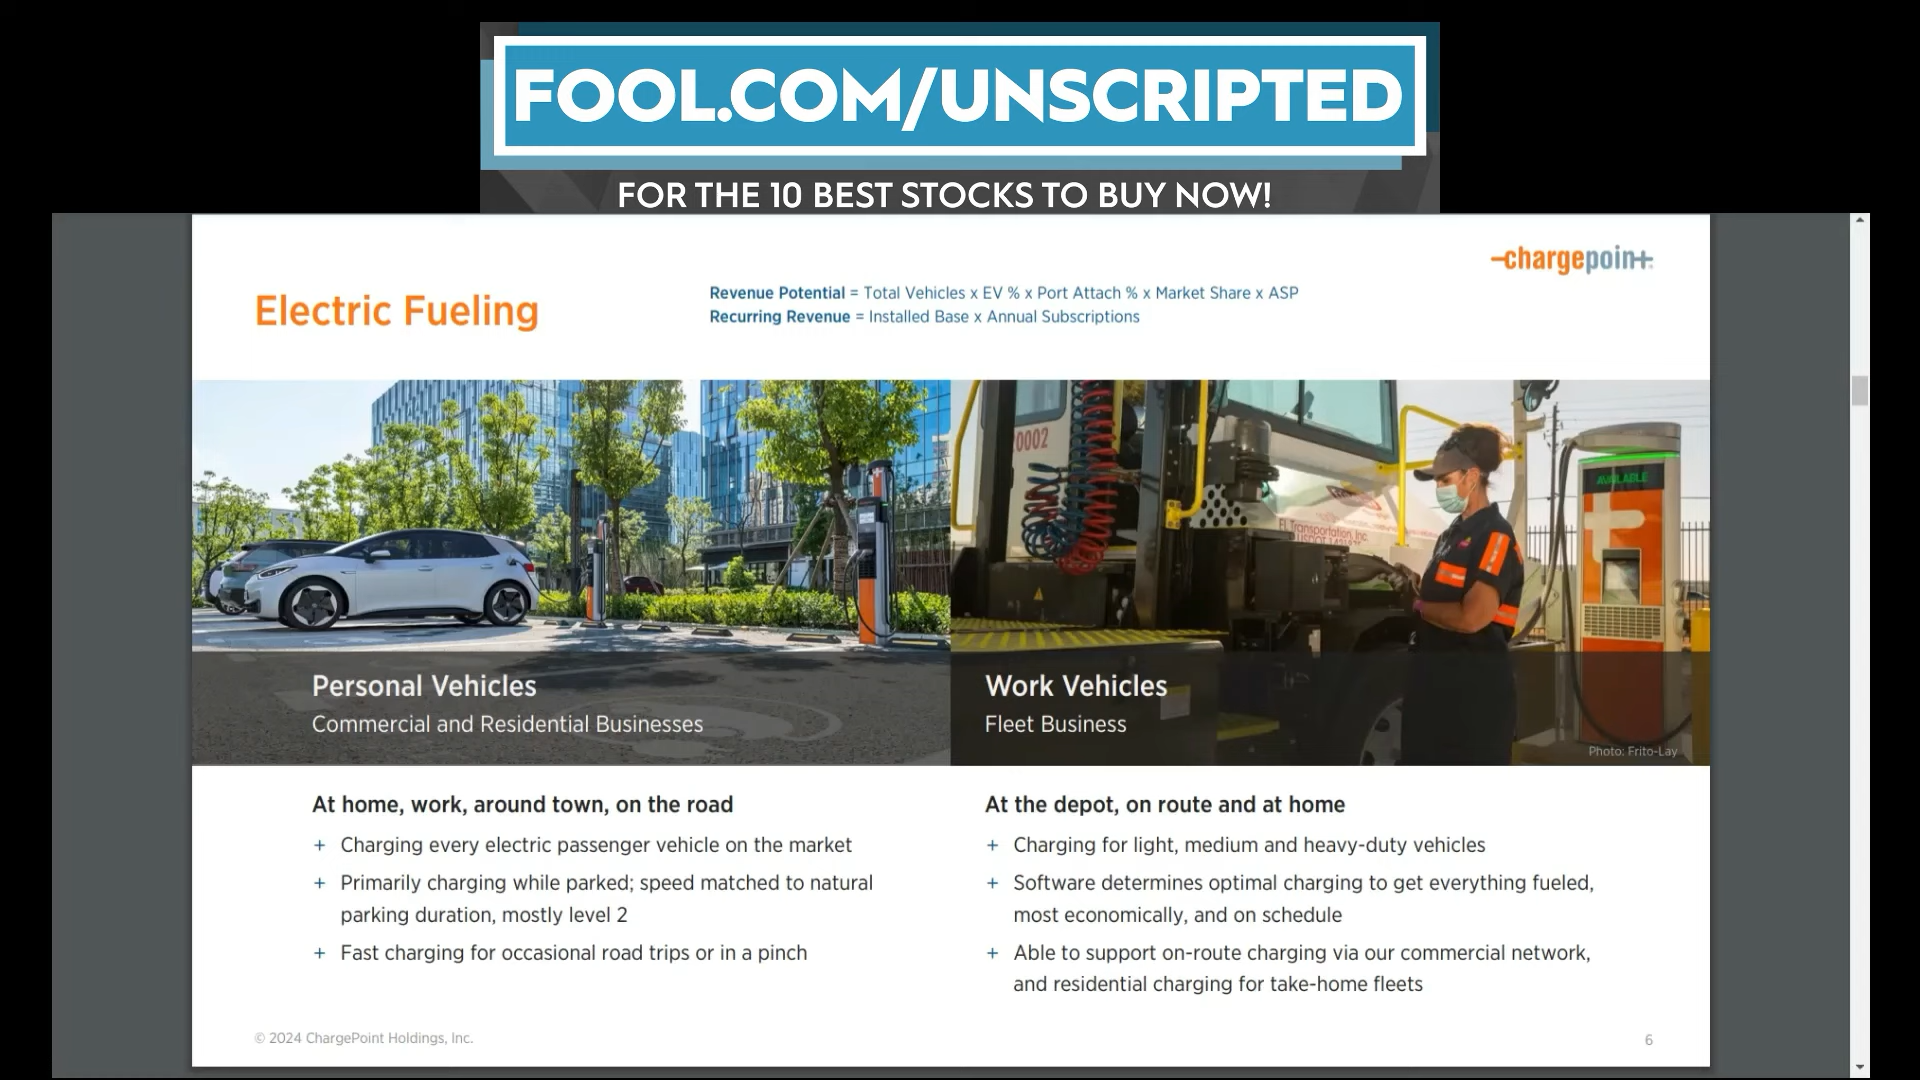 FOOL.COM/UNSCRIPTED
FOR THE 10 BEST STOCKS TO BUY NOW!
chargepoint
Electric Fueling
Revenue Potential = Total Vehicles x EV % x Port Attach % x Market Share x ASP
Recurring Revenue = Installed Base x Annual Subscriptions
0002
AVAILABLE
FL Transportation, Inc
Personal Vehicles
Commercial and Residential Businesses
Work Vehicles
Fleet Business
Photo: Frito-Lay
At home, work, around town, on the road
+ Charging every electric passenger vehicle on the market
+ Primarily charging while parked; speed matched to natural
parking duration, mostly level 2
+ Fast charging for occasional road trips or in a pinch
At the depot, on route and at home
+ Charging for light, medium and heavy-duty vehicles
+ Software determines optimal charging to get everything fueled,
most economically, and on schedule
+ Able to support on-route charging via our commercial network,
and residential charging for take-home fleets
© 2024 ChargePoint Holdings, Inc.
6